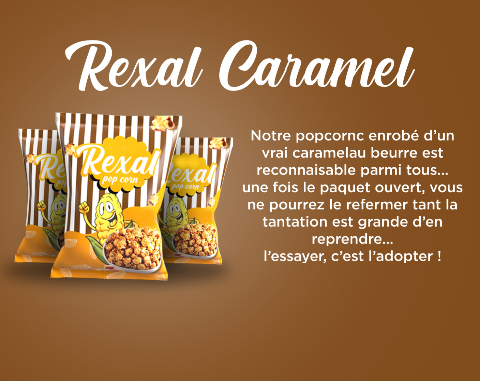 Rexal Caramel
Rexal
pop corn
Notre popcornc enrobé d'un
vrai caramelau beurre est
reconnaisable parmi tous...
une fois le paquet ouvert, vous
ne pourrez le refermer tant la
tantation est grande d'en
reprendre...
l'essayer, c'est l'adopter !